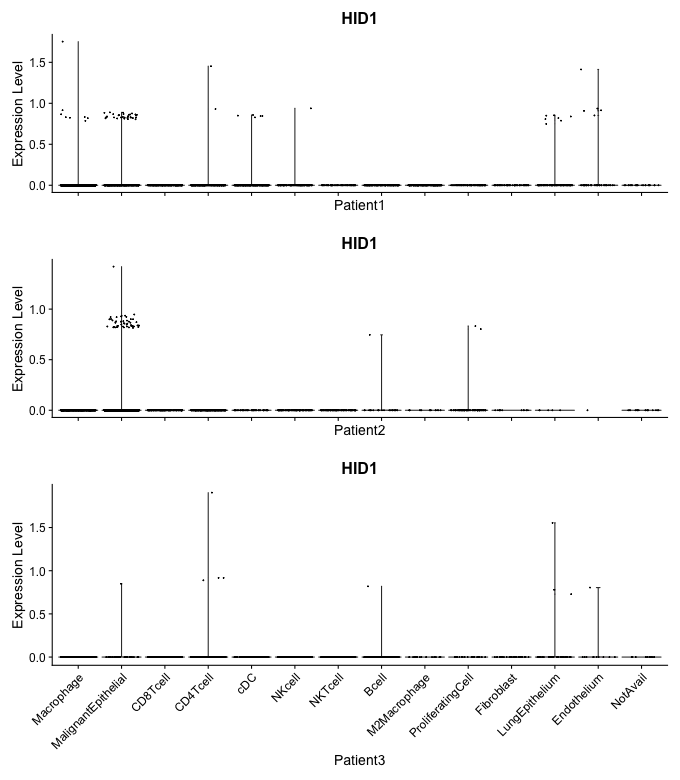 HID1
Expression Level
1.5
1.0
0.5
0.0
Patient1
HID1
Expression Level
1.0
0.5
0.0
Patient2
HID1
Expression Level
1.5
1.0
0.5
0.0
Macrophage
MalignantEpithelial
CD8Tcell
CD4Tcell
cDC
NKcell
NKTcell
Bcell
M2Macrophage
ProliferatingCell
Fibroblast
LungEpithelium
Endothelium
NotAvail
Patient3